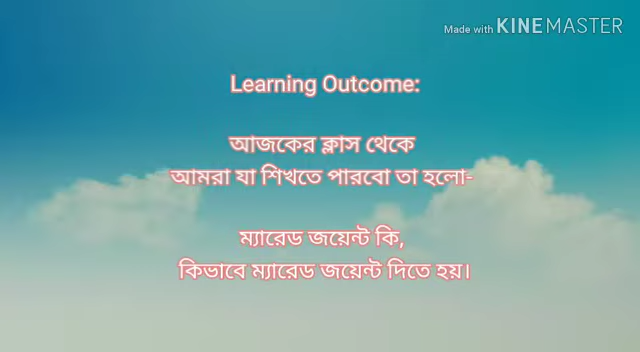 Made with KINEMASTER
Learning Outcome:
আজকের ক্লাস থেকে
আমরা যা শিখতে পারবো তা হলো-
ম্যারেড জয়েন্ট কি,
কিভাবে ম্যারেড জয়েন্ট দিতে হয়।